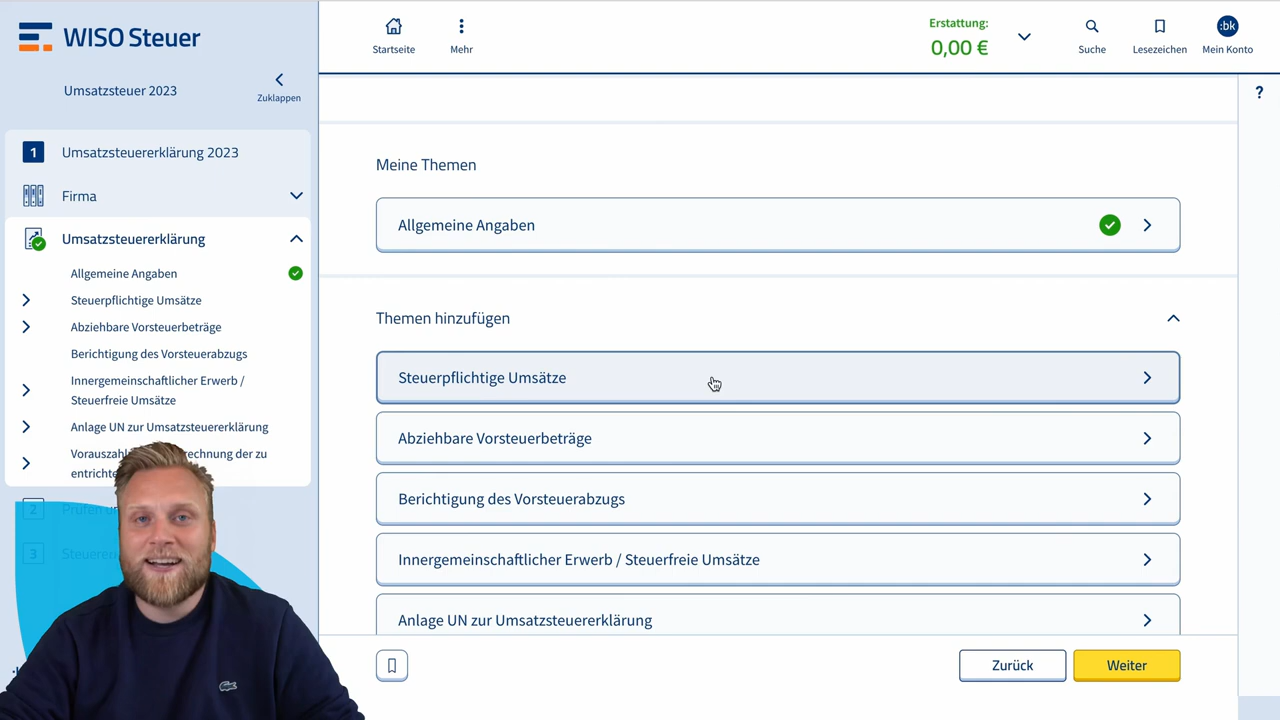 WISO Steuer
Umsatzsteuer 2023
Zuklappen
1 Umsatzsteuererklärung 2023
Firma
Umsatzsteuererklärung
Allgemeine Angaben
Steuerpflichtige Umsätze
Abziehbare Vorsteuerbeträge
Berichtigung des Vorsteuerabzugs
Innergemeinschaftlicher Erwerb /
Steuerfreie Umsätze
Anlage UN zur Umsatzsteuererklärung
der zu
2
3
Startseite
Mehr
Erstattung:
0,00 €
Suche
Lesezeichen
:bk
Mein Konto
?
Meine Themen
Allgemeine Angaben
Themen hinzufügen
Steuerpflichtige Umsätze
Abziehbare Vorsteuerbeträge
Berichtigung des Vorsteuerabzugs
Innergemeinschaftlicher Erwerb / Steuerfreie Umsätze
Anlage UN zur Umsatzsteuererklärung
Zurück
Weiter